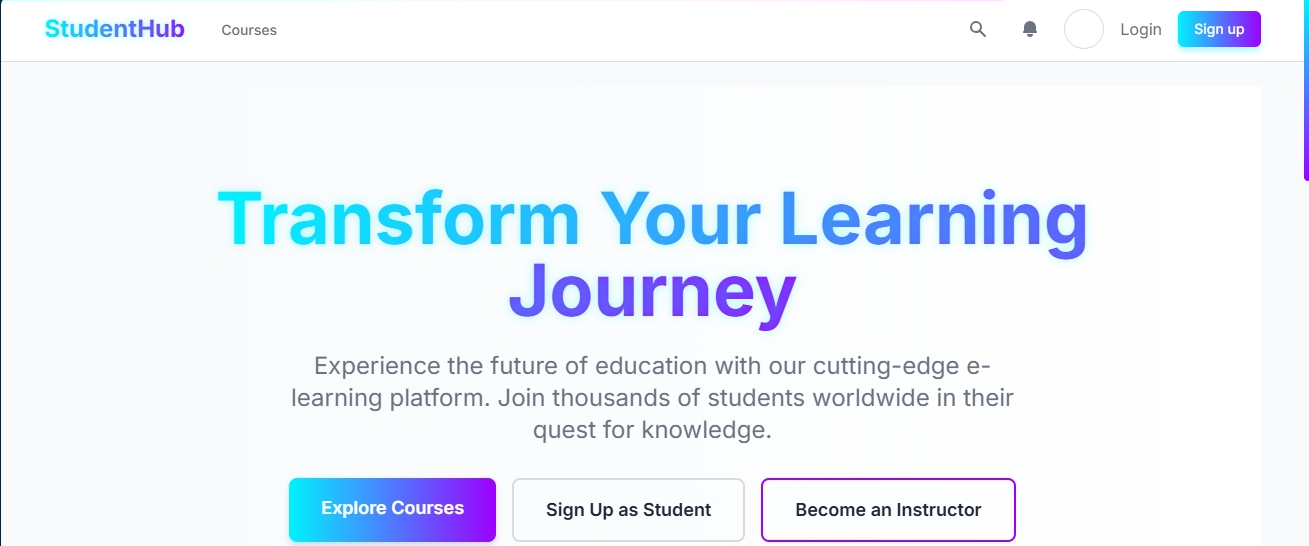 StudentHub Courses Login Sign up
Transform Your Learning
Journey
Experience the future of education with our cutting-edge e-
learning platform. Join thousands of students worldwide in their
quest for knowledge.
Explore Courses Sign Up as Student Become an Instructor